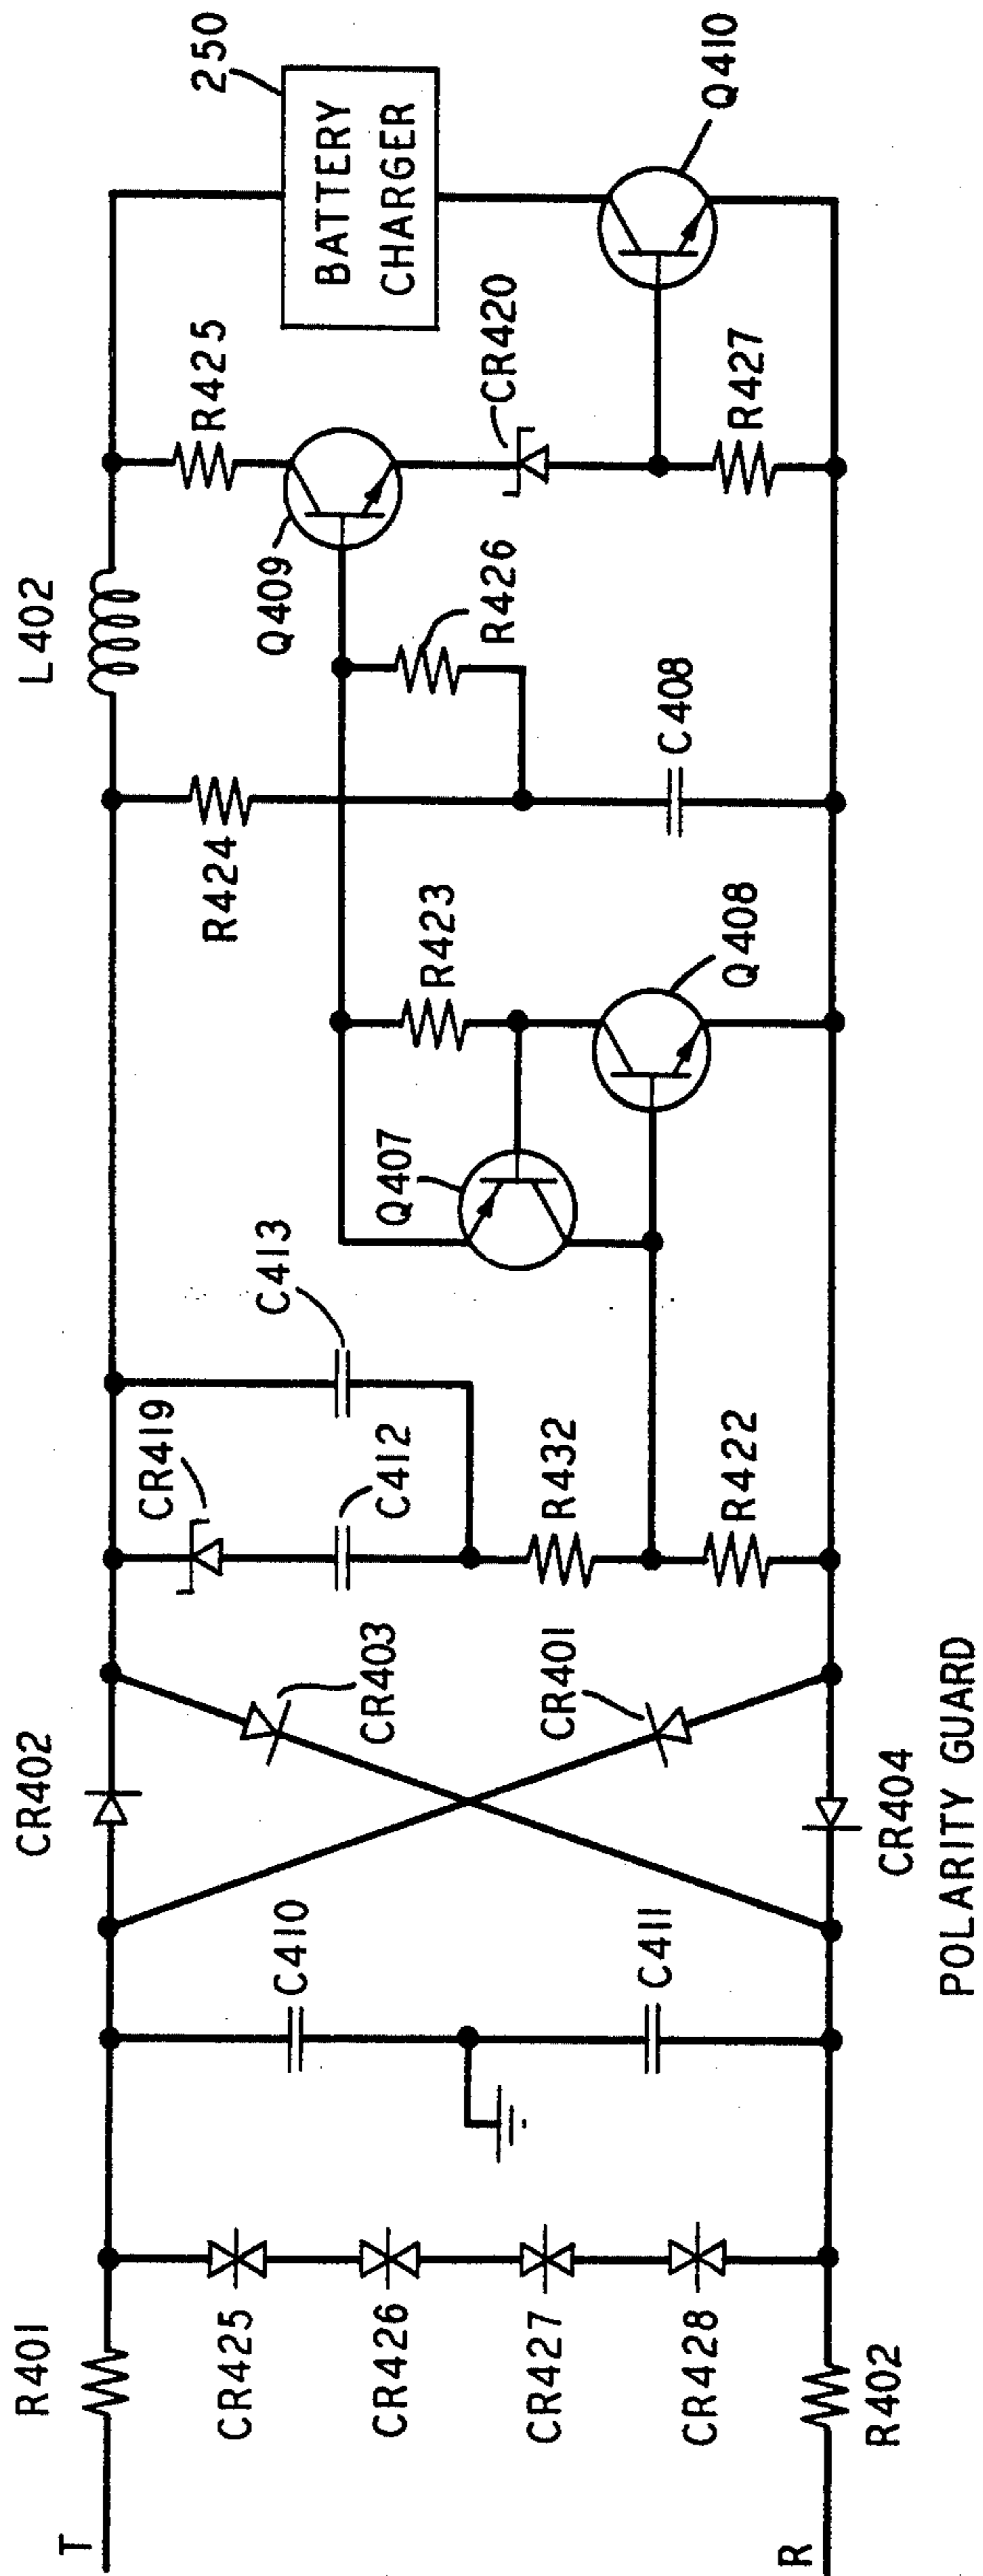 T
R401
CR425
CR426
CR427
CR428
R
R402
C410
C411
CR402
CR403
CR401
CR404
POLARITY GUARD
CR419
C412
C413
R432
R422
Q407
R423
Q408
R424
L402
R426
C408
Q409
R425
CR420
R427
250
BATTERY
CHARGER
Q410